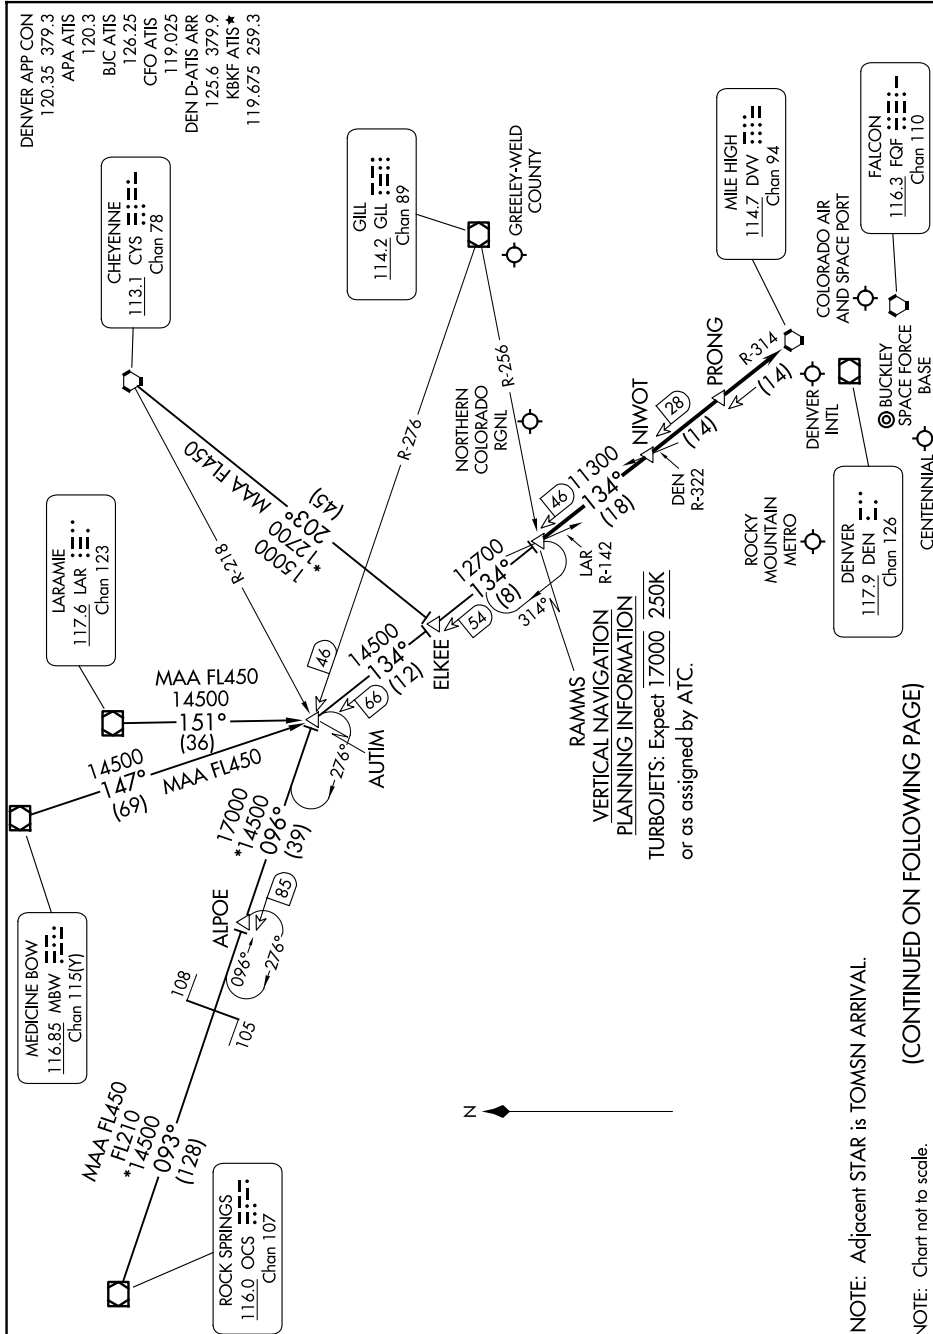 DENVER APP CON
120.35 379.3
APA ATIS
120.3
BJC ATIS
126.25
CFO ATIS
119.025
DEN D-ATIS ARR
125.6 379.9
KBKF ATIS★
119.675 259.3
CHEYENNE
113.1 CYS
Chan 78
LARAMIE
117.6 LAR
Chan 123
MEDICINE BOW
116.85 MBW
Chan 115(Y)
ROCK SPRINGS
116.0 OCS
Chan 107
GILL
114.2 GLL
Chan 89
GREELEY-WELD
COUNTY
MILE HIGH
114.7 DVV
Chan 94
FALCON
116.3 FQF
Chan 110
DENVER
117.9 DEN
Chan 126
MAA FL450
FL210
*14500
093°
(128)
108
105
ALPOE
096°
276°
85
17000
*14500
096°
(39)
14500
147°
(69)
MAA FL450
MAA FL450
14500
151°
(36)
R-218
MAA FL450
15000
*12700
203°
(45)
R-276
46
AUTIM
276°
66
14500
134°
(12)
ELKEE
54
12700
134°
(8)
314°
R-256
46
RAMMS
LAR
R-142
VERTICAL NAVIGATION
PLANNING INFORMATION
TURBOJETS: Expect 17000 250K
or as assigned by ATC.
NORTHERN
COLORADO
RGNL
11300
134°
(18)
NIWOT
28
DEN
R-322
(14)
PRONG
(14)
R-314
ROCKY
MOUNTAIN
METRO
DENVER
INTL
COLORADO AIR
AND SPACE PORT
BUCKLEY
SPACE FORCE
BASE
CENTENNIAL
N
NOTE: Adjacent STAR is TOMSN ARRIVAL.
(CONTINUED ON FOLLOWING PAGE)
NOTE: Chart not to scale.